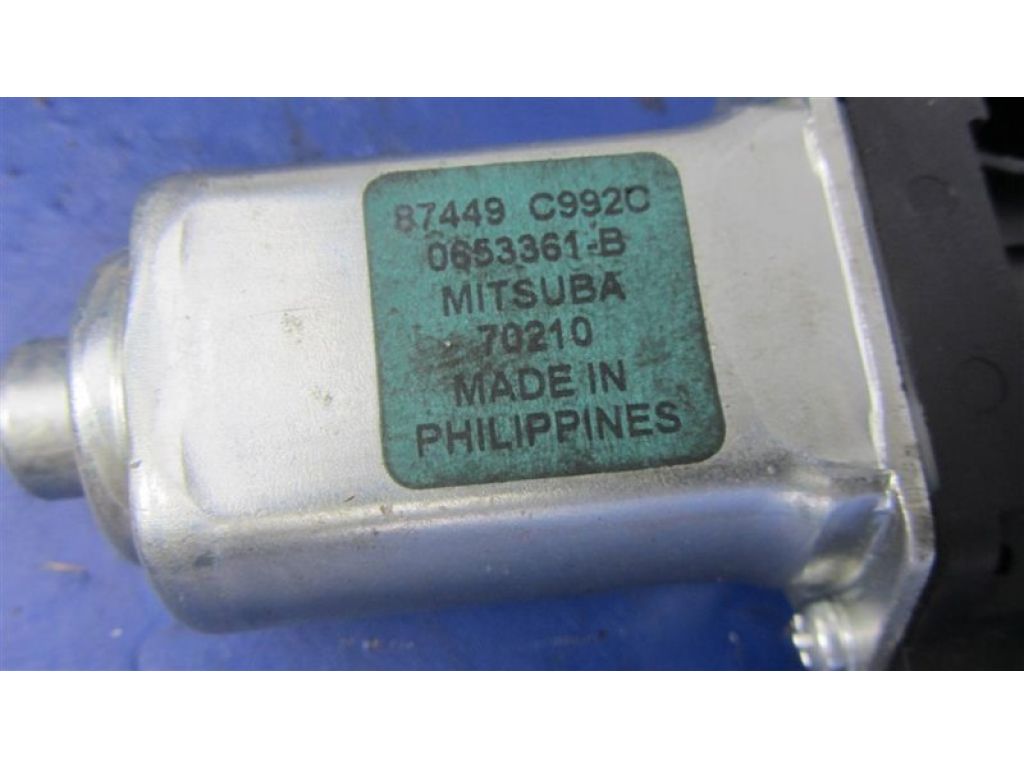 87449 C992C
0653361-B
MITSUBA
70210
MADE IN
PHILIPPINES